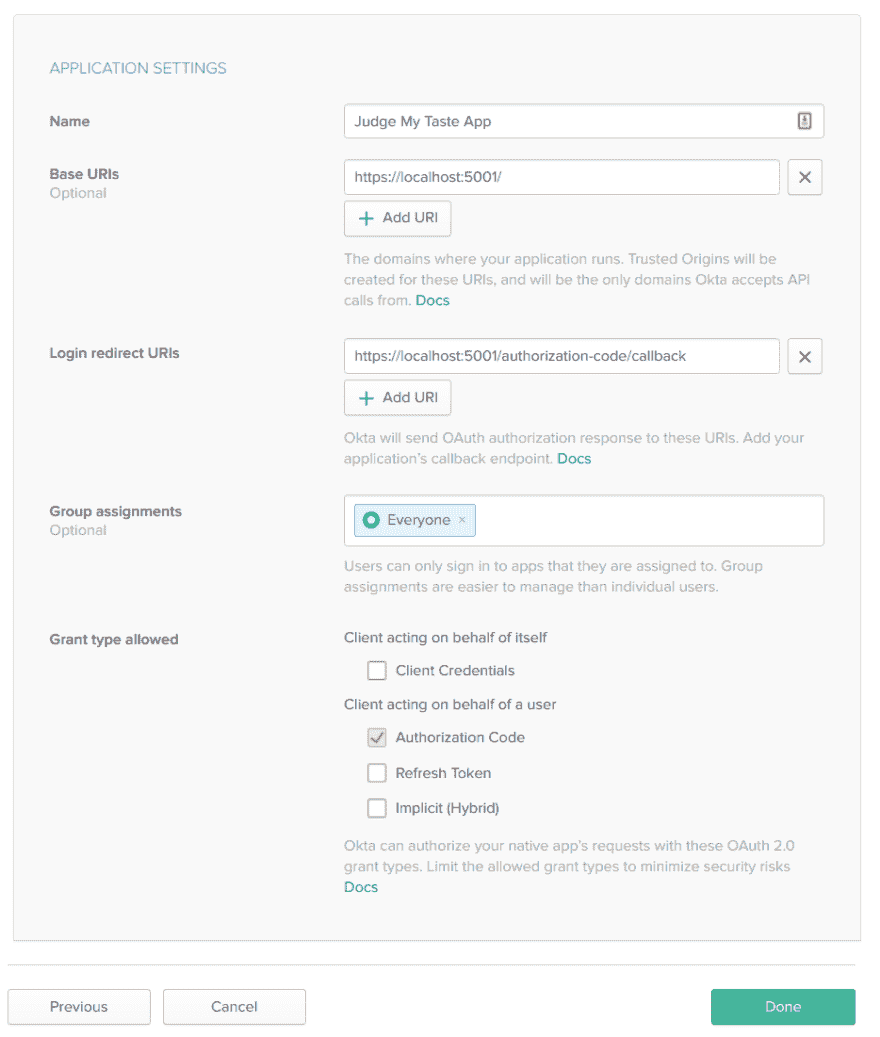 APPLICATION SETTINGS
Name
Judge My Taste App
Base URIs
Optional
https://localhost:5001/
Add URI
The domains where your application runs. Trusted Origins will be
created for these URIs, and will be the only domains Okta accepts API
calls from. Docs
Login redirect URIs
https://localhost:5001/authorization-code/callback
Add URI
Okta will send OAuth authorization response to these URIs. Add your
application's callback endpoint. Docs
Group assignments
Optional
Everyone ×
Users can only sign in to apps that they are assigned to. Group
assignments are easier to manage than individual users.
Grant type allowed
Client acting on behalf of itself
Client Credentials
Client acting on behalf of a user
Authorization Code
Refresh Token
Implicit (Hybrid)
Okta can authorize your native app's requests with these OAuth 2.0
grant types. Limit the allowed grant types to minimize security risks
Docs
Previous
Cancel
Done